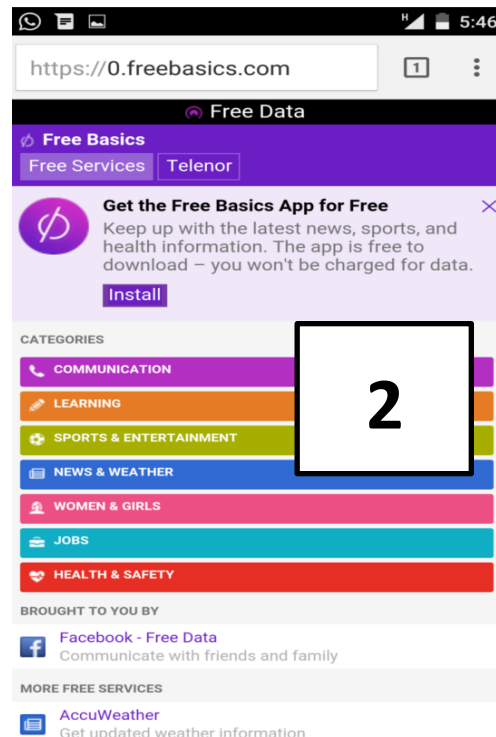 H 5:46
https://0.freebasics.com 1
Free Data
Free Basics
Free Services Telenor
Get the Free Basics App for Free
Keep up with the latest news, sports, and
health information. The app is free to
download – you won't be charged for data.
Install
CATEGORIES
COMMUNICATION
LEARNING
2
SPORTS & ENTERTAINMENT
NEWS & WEATHER
WOMEN & GIRLS
JOBS
HEALTH & SAFETY
BROUGHT TO YOU BY
Facebook - Free Data
Communicate with friends and family
MORE FREE SERVICES
AccuWeather
Get updated weather information